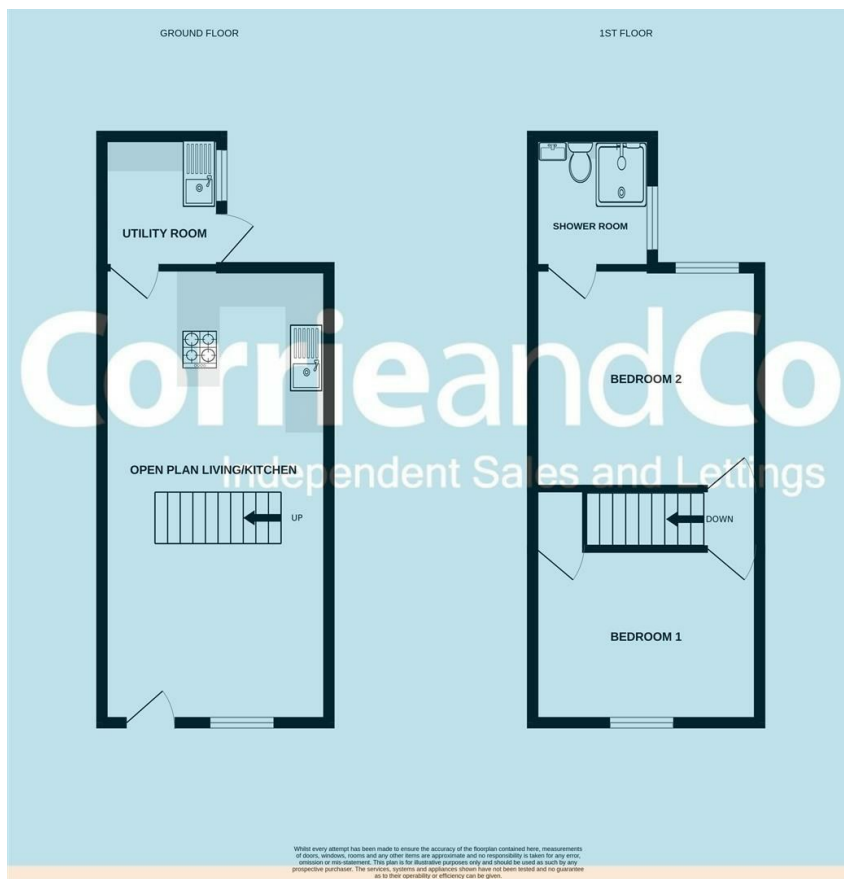 GROUND FLOOR
1ST FLOOR
UTILITY ROOM
SHOWER ROOM
CorrieandCo
BEDROOM 2
OPEN PLAN LIVING/KITCHEN
Independent Sales and Lettings
UP
DOWN
BEDROOM 1
Whilst every attempt has been made to ensure the accuracy of the floorplan contained here, measurements
of doors, windows, rooms and any other items are approximate and no responsibility is taken for any error,
omission or mis-statement. This plan is for illustrative purposes only and should be used as such by any
prospective purchaser. The services, systems and appliances shown have not been tested and no guarantee
as to their operability or efficiency can be given.